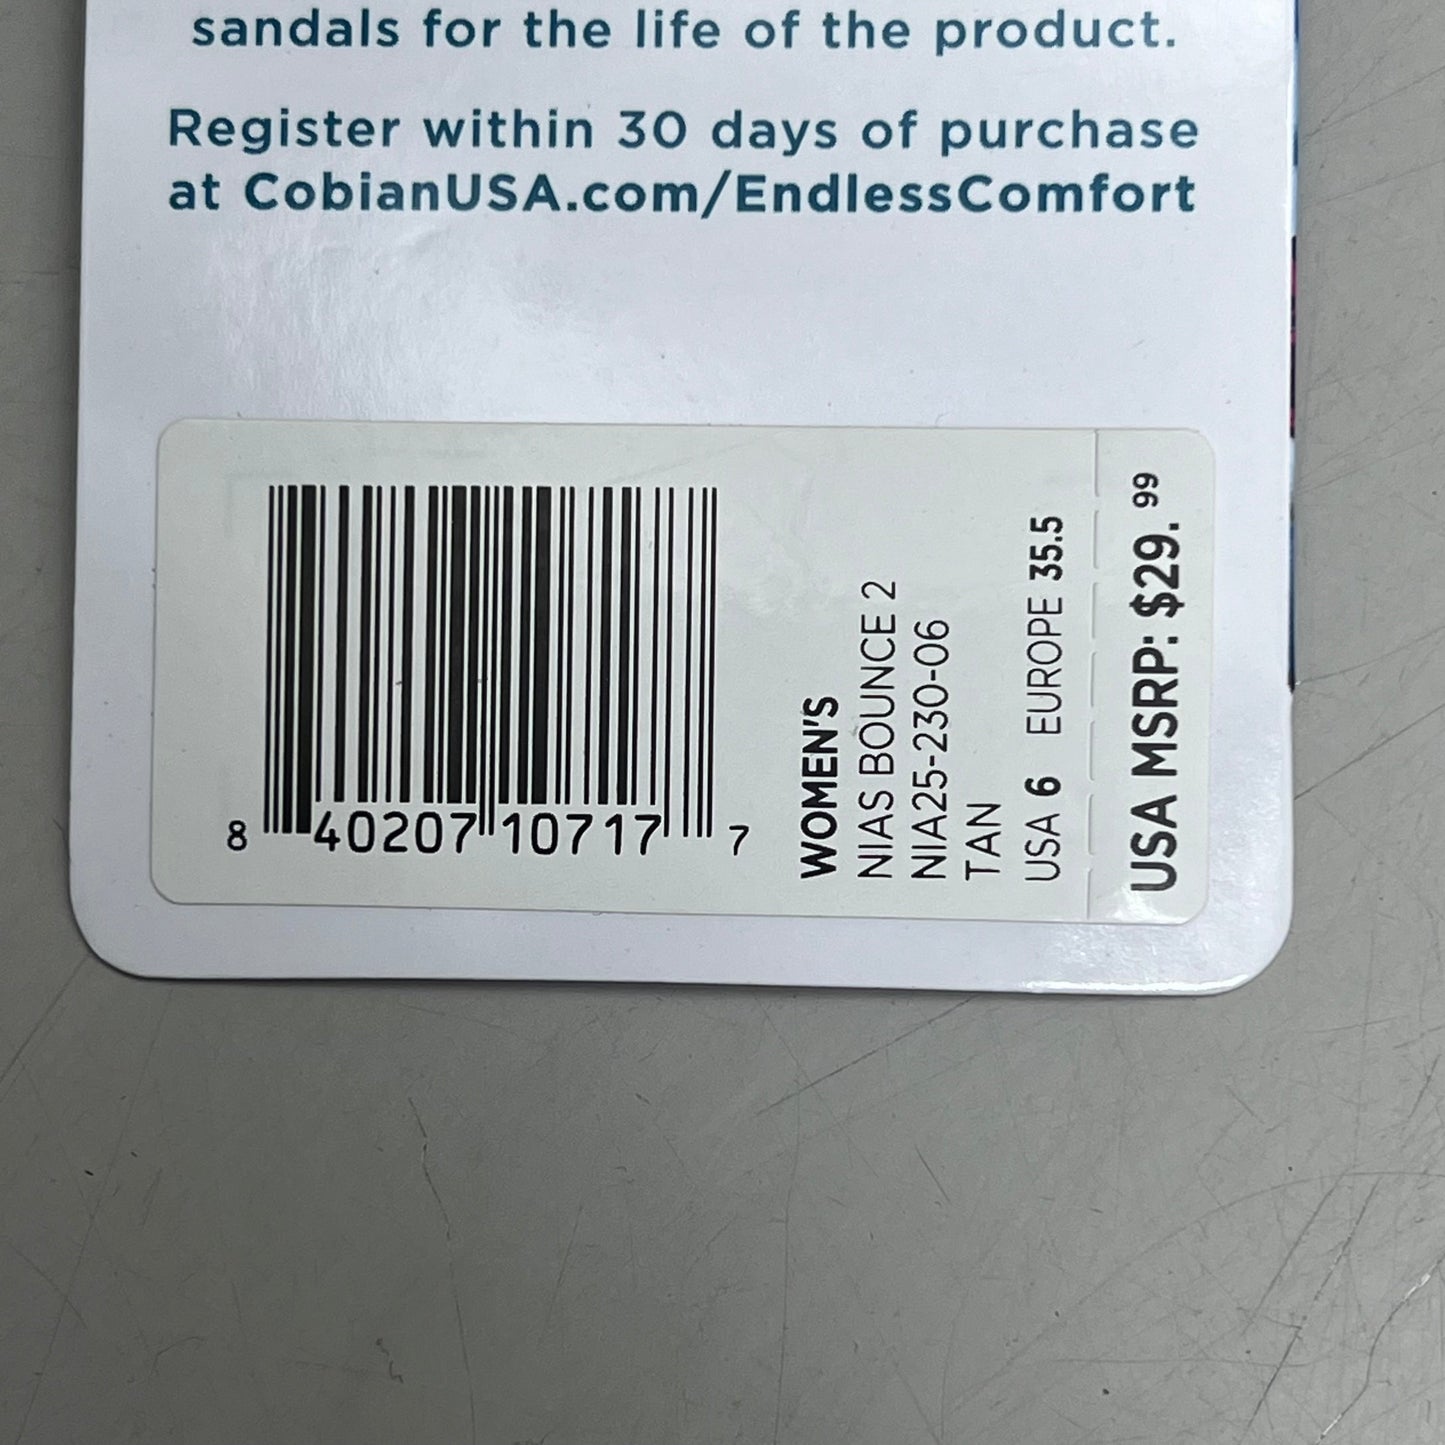 sandals for the life of the product.
Register within 30 days of purchase
at CobianUSA.com/EndlessComfort
8 40207 10717 7
WOMEN'S
NIAS BOUNCE 2
NIA25-230-06
TAN
USA 6 EUROPE 35.5
USA MSRP: $29.99